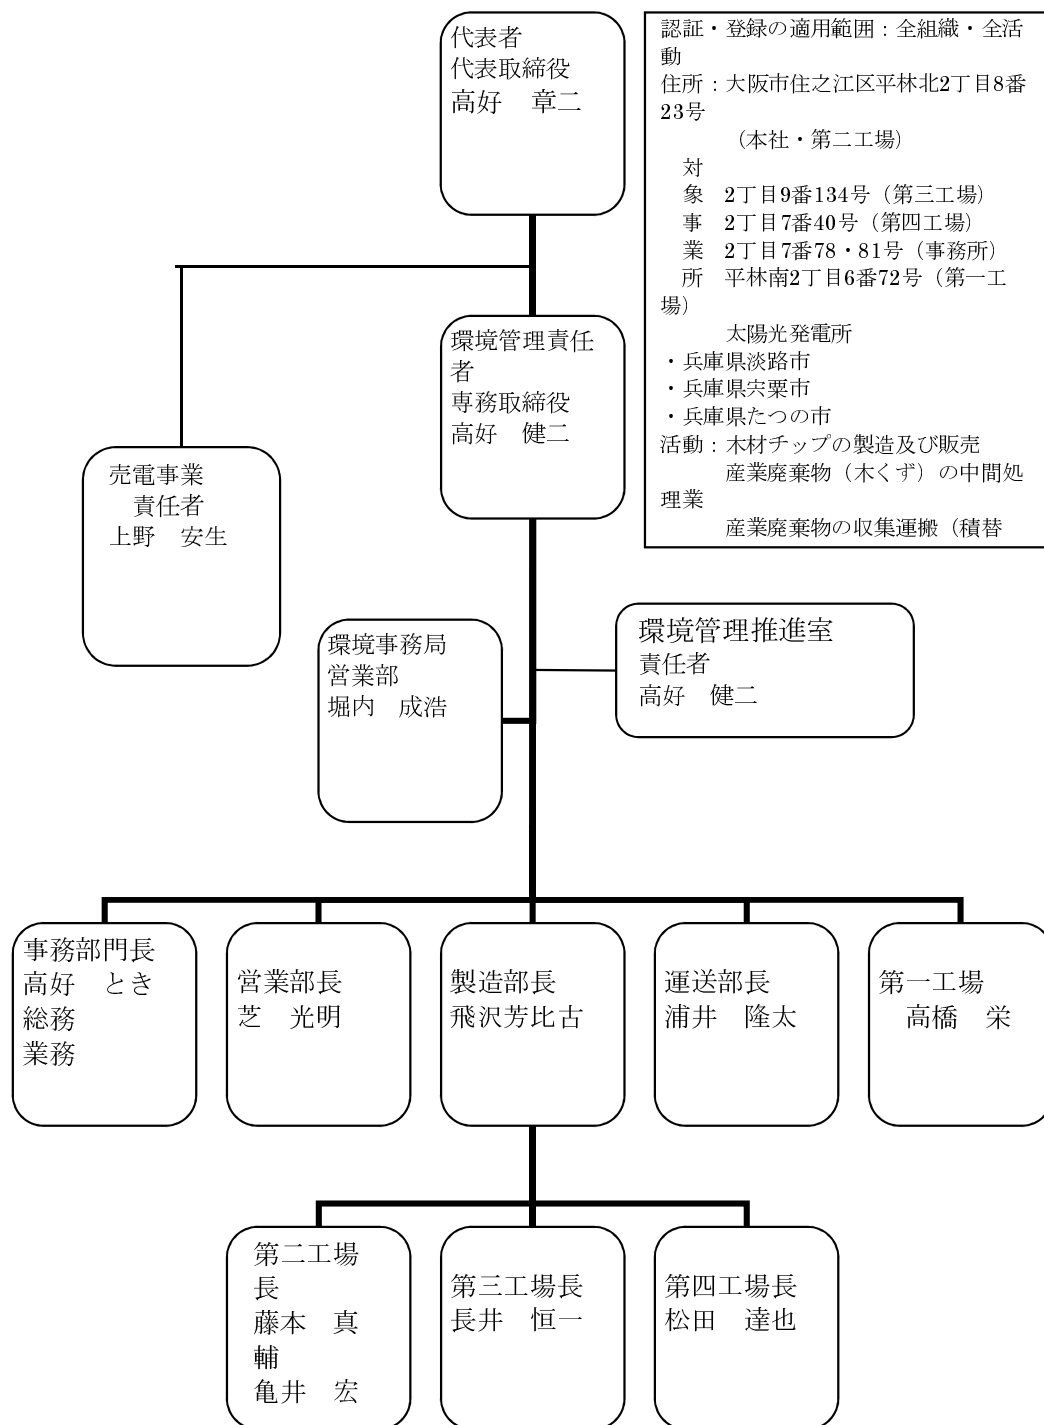 代表者
代表取締役
高好　章二
認証・登録の適用範囲：全組織・全活
動
住所：大阪市住之江区平林北2丁目8番
23号
（本社・第二工場）
対
象　2丁目9番134号（第三工場）
事　2丁目7番40号（第四工場）
業　2丁目7番78・81号（事務所）
所　平林南2丁目6番72号（第一工
場）
太陽光発電所
・兵庫県淡路市
・兵庫県宍粟市
・兵庫県たつの市
活動：木材チップの製造及び販売
産業廃棄物（木くず）の中間処
理業
産業廃棄物の収集運搬（積替
環境管理責任
者
専務取締役
高好　健二
売電事業
責任者
上野　安生
環境事務局
営業部
堀内　成浩
環境管理推進室
責任者
高好　健二
事務部門長
高好　とき
総務
業務
営業部長
芝　光明
製造部長
飛沢芳比古
運送部長
浦井　隆太
第一工場
高橋　栄
第二工場
長
藤本　真
輔
亀井　宏
第三工場長
長井　恒一
第四工場長
松田　達也